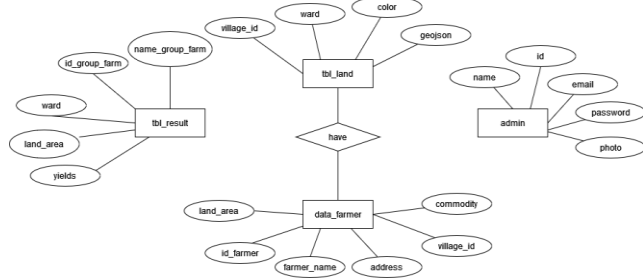 color
ward
village_id
geojson
name_group_farm
id_group_farm
tbl_land
id
name
email
ward
password
tbl_result
admin
have
land_area
photo
yields
commodity
land_area
data_farmer
village_id
id_farmer
farmer_name
address